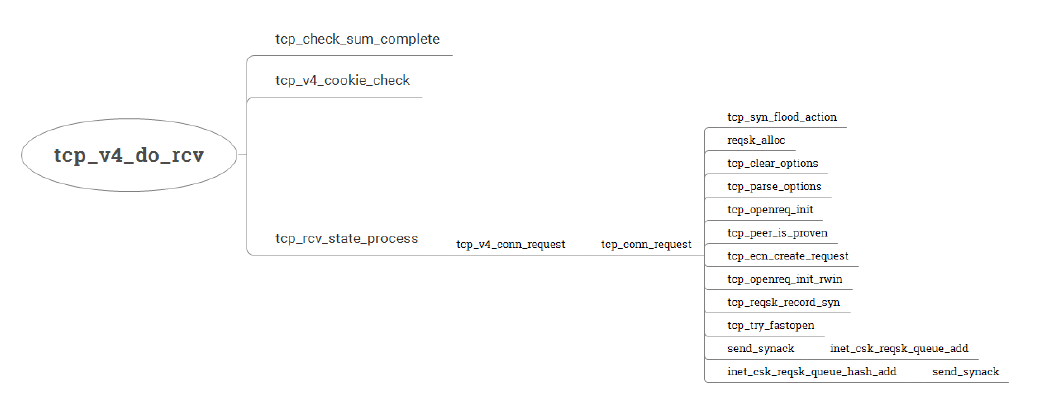 tcp_v4_do_rcv
tcp_check_sum_complete
tcp_v4_cookie_check
tcp_rcv_state_process
tcp_v4_conn_request
tcp_conn_request
tcp_syn_flood_action
reqsk_alloc
tcp_clear_options
tcp_parse_options
tcp_openreq_init
tcp_peer_is_proven
tcp_ecn_create_request
tcp_openreq_init_rwin
tcp_reqsk_record_syn
tcp_try_fastopen
send_synack inet_csk_reqsk_queue_add
inet_csk_reqsk_queue_hash_add send_synack